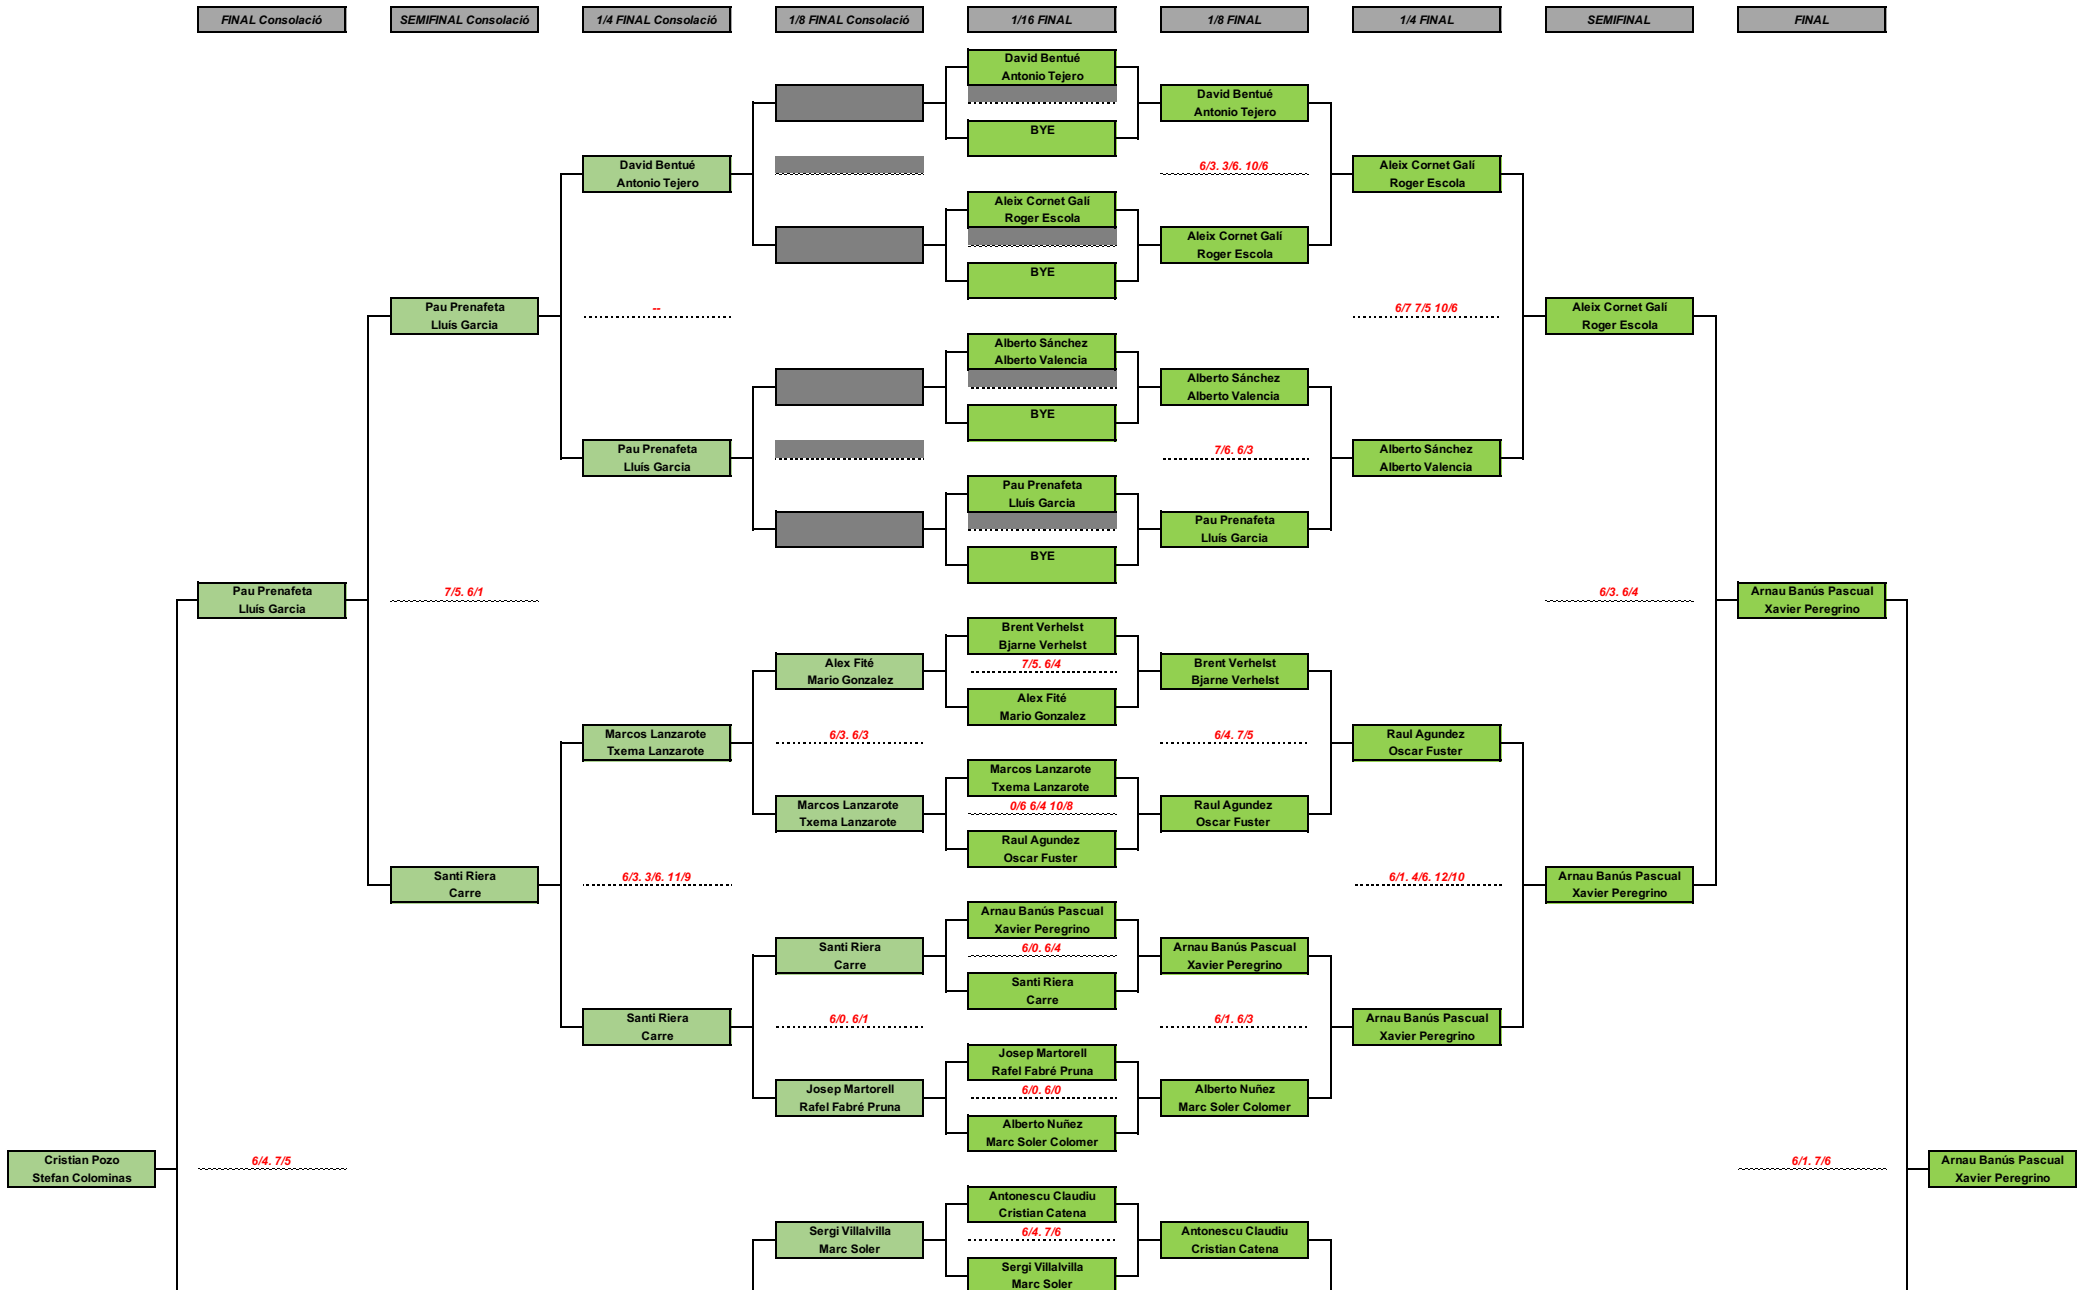 FINAL Consolació
SEMIFINAL Consolació
1/4 FINAL Consolació
1/8 FINAL Consolació
1/16 FINAL
1/8 FINAL
1/4 FINAL
SEMIFINAL
FINAL
David Bentué
Antonio Tejero
David Bentué
Antonio Tejero
BYE
David Bentué
Antonio Tejero
6/3. 3/6. 10/6
Aleix Cornet Galí
Roger Escola
Aleix Cornet Galí
Roger Escola
Aleix Cornet Galí
Roger Escola
BYE
Pau Prenafeta
Lluís Garcia
--
6/7 7/5 10/6
Aleix Cornet Galí
Roger Escola
Alberto Sánchez
Alberto Valencia
Alberto Sánchez
Alberto Valencia
BYE
Pau Prenafeta
Lluís Garcia
7/6. 6/3
Alberto Sánchez
Alberto Valencia
Pau Prenafeta
Lluís Garcia
Pau Prenafeta
Lluís Garcia
BYE
Pau Prenafeta
Lluís Garcia
7/5. 6/1
6/3. 6/4
Arnau Banús Pascual
Xavier Peregrino
Brent Verhelst
Bjarne Verhelst
Alex Fité
Mario Gonzalez
7/5. 6/4
Brent Verhelst
Bjarne Verhelst
Alex Fité
Mario Gonzalez
Marcos Lanzarote
Txema Lanzarote
6/3. 6/3
6/4. 7/5
Raul Agundez
Oscar Fuster
Marcos Lanzarote
Txema Lanzarote
Marcos Lanzarote
Txema Lanzarote
0/6 6/4 10/8
Raul Agundez
Oscar Fuster
Raul Agundez
Oscar Fuster
Santi Riera
Carre
6/3. 3/6. 11/9
6/1. 4/6. 12/10
Arnau Banús Pascual
Xavier Peregrino
Arnau Banús Pascual
Xavier Peregrino
Santi Riera
Carre
6/0. 6/4
Arnau Banús Pascual
Xavier Peregrino
Santi Riera
Carre
Santi Riera
Carre
6/0. 6/1
6/1. 6/3
Arnau Banús Pascual
Xavier Peregrino
Josep Martorell
Rafel Fabré Pruna
Josep Martorell
Rafel Fabré Pruna
6/0. 6/0
Alberto Nuñez
Marc Soler Colomer
Alberto Nuñez
Marc Soler Colomer
Cristian Pozo
Stefan Colominas
6/4. 7/5
6/1. 7/6
Arnau Banús Pascual
Xavier Peregrino
Antonescu Claudiu
Cristian Catena
Sergi Villalvilla
Marc Soler
6/4. 7/6
Antonescu Claudiu
Cristian Catena
Sergi Villalvilla
Marc Soler